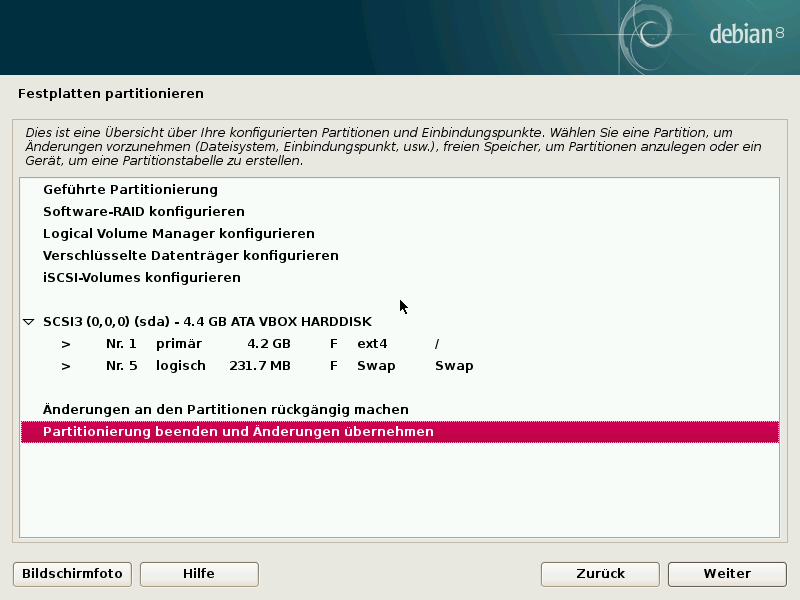 debian 8
Festplatten partitionieren
Dies ist eine Übersicht über Ihre konfigurierten Partitionen und Einbindungspunkte. Wählen Sie eine Partition, um
Änderungen vorzunehmen (Dateisystem, Einbindungspunkt, usw.), freien Speicher, um Partitionen anzulegen oder ein
Gerät, um eine Partitionstabelle zu erstellen.
Geführte Partitionierung
Software-RAID konfigurieren
Logical Volume Manager konfigurieren
Verschlüsselte Datenträger konfigurieren
iSCSI-Volumes konfigurieren
SCSI3 (0,0,0) (sda) - 4.4 GB ATA VBOX HARDDISK
> Nr. 1 primär 4.2 GB F ext4 /
> Nr. 5 logisch 231.7 MB F Swap Swap
Änderungen an den Partitionen rückgängig machen
Partitionierung beenden und Änderungen übernehmen
Bildschirmfoto Hilfe Zurück Weiter